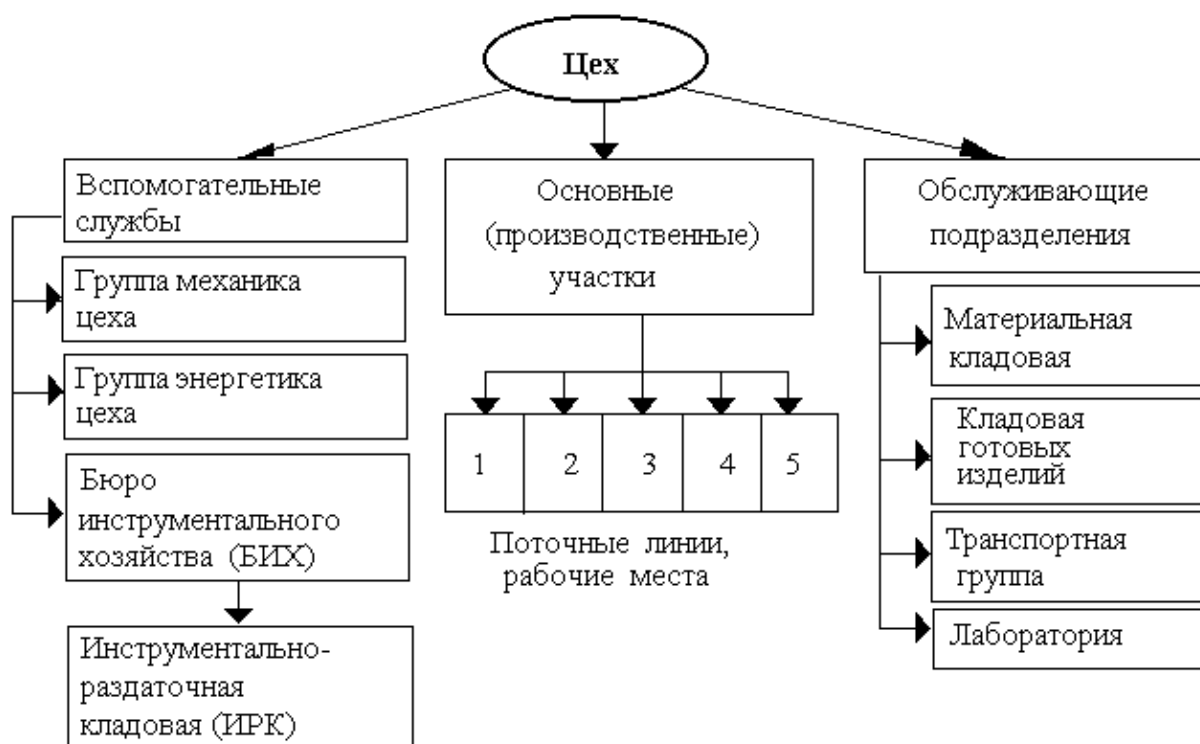 Цех
Вспомогательные
службы
Группа механика
цеха
Группа энергетика
цеха
Бюро
инструментального
хозяйства (БИХ)
Инструментально-
раздаточная
кладовая (ИРК)
Основные
(производственные)
участки
1 2 3 4 5
Поточные линии,
рабочие места
Обслуживающие
подразделения
Материальная
кладовая
Кладовая
готовых
изделий
Транспортная
группа
Лаборатория